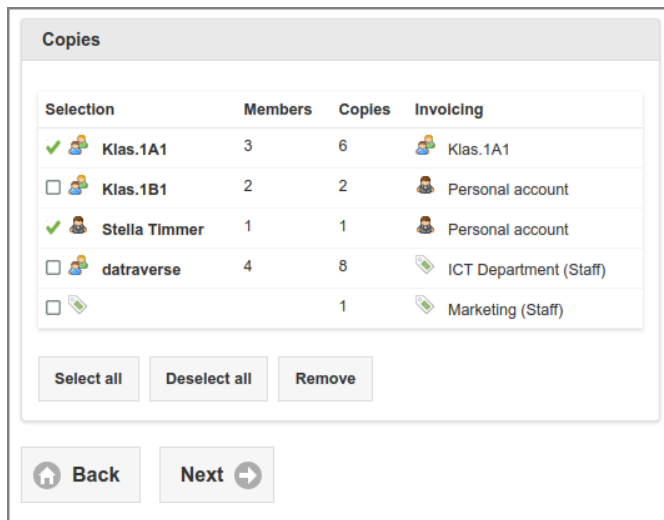 Copies
Selection Members Copies Invoicing
Klas.1A1 3 6 Klas.1A1
Klas.1B1 2 2 Personal account
Stella Timmer 1 1 Personal account
datraverse 4 8 ICT Department (Staff)
1 Marketing (Staff)
Select all Deselect all Remove
Back Next